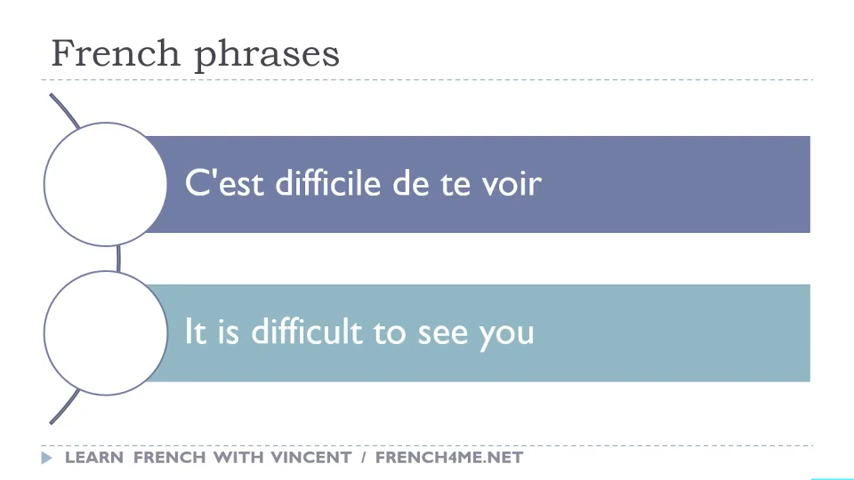 French phrases
C'est difficile de te voir
It is difficult to see you
LEARN FRENCH WITH VINCENT / FRENCH4ME.NET